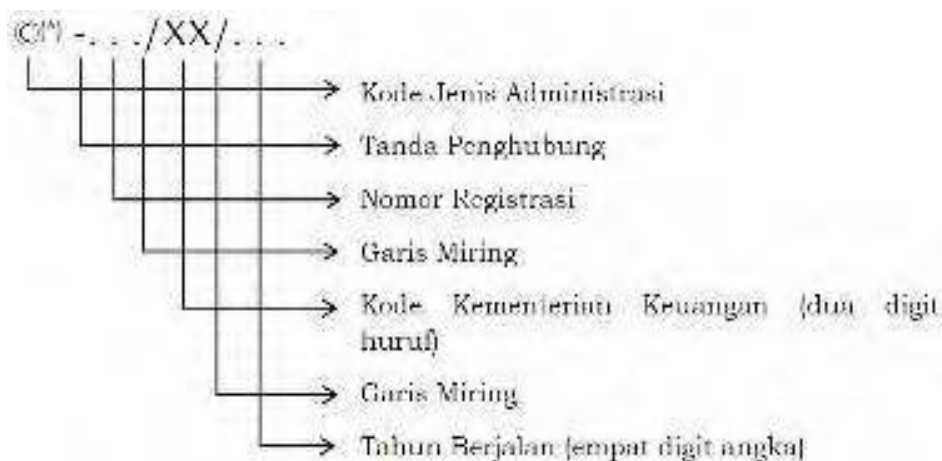 C(*) -. . ./XX/. . .
Kode Jenis Administrasi
Tanda Penghubung
Nomor Registrasi
Garis Miring
Kode Kementerian Keuangan (dua digit
huruf)
Garis Miring
Tahun Berjalan (empat digit angka)